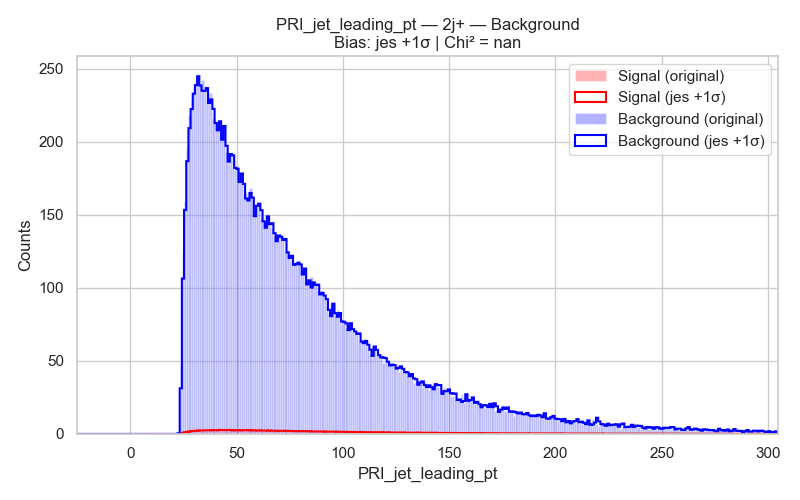 PRI_jet_leading_pt — 2j+ — Background
Bias: jes +1σ | Chi² = nan
Signal (original)
Signal (jes +1σ)
Background (original)
Background (jes +1σ)
Counts
250
200
150
100
50
0
0 50 100 150 200 250 300
PRI_jet_leading_pt